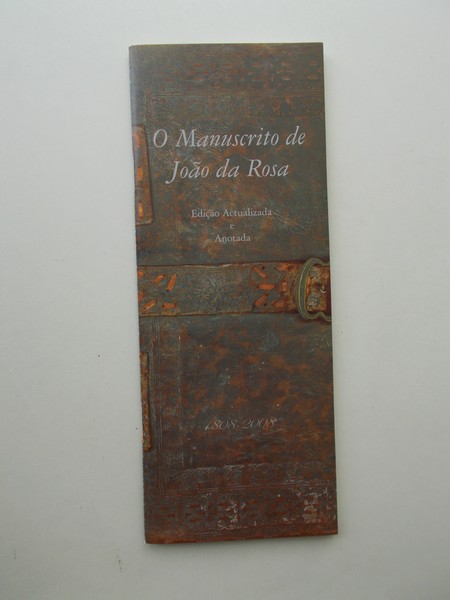 O Manuscrito de
João da Rosa
Edição Actualizada
e
Anotada
1808/2008